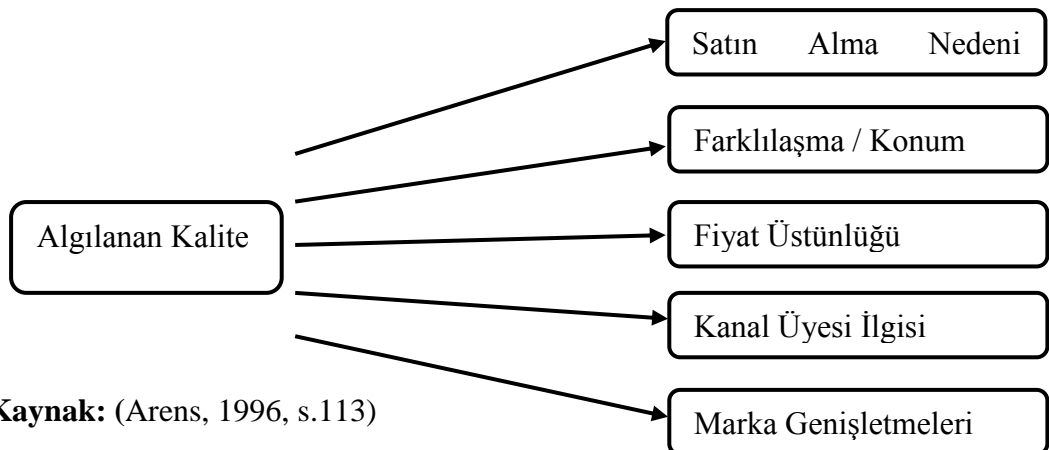 Satın Alma Nedeni
Farklılaşma / Konum
Algılanan Kalite
Fiyat Üstünlüğü
Kanal Üyesi İlgisi
Marka Genişletmeleri
Kaynak: (Arens, 1996, s.113)